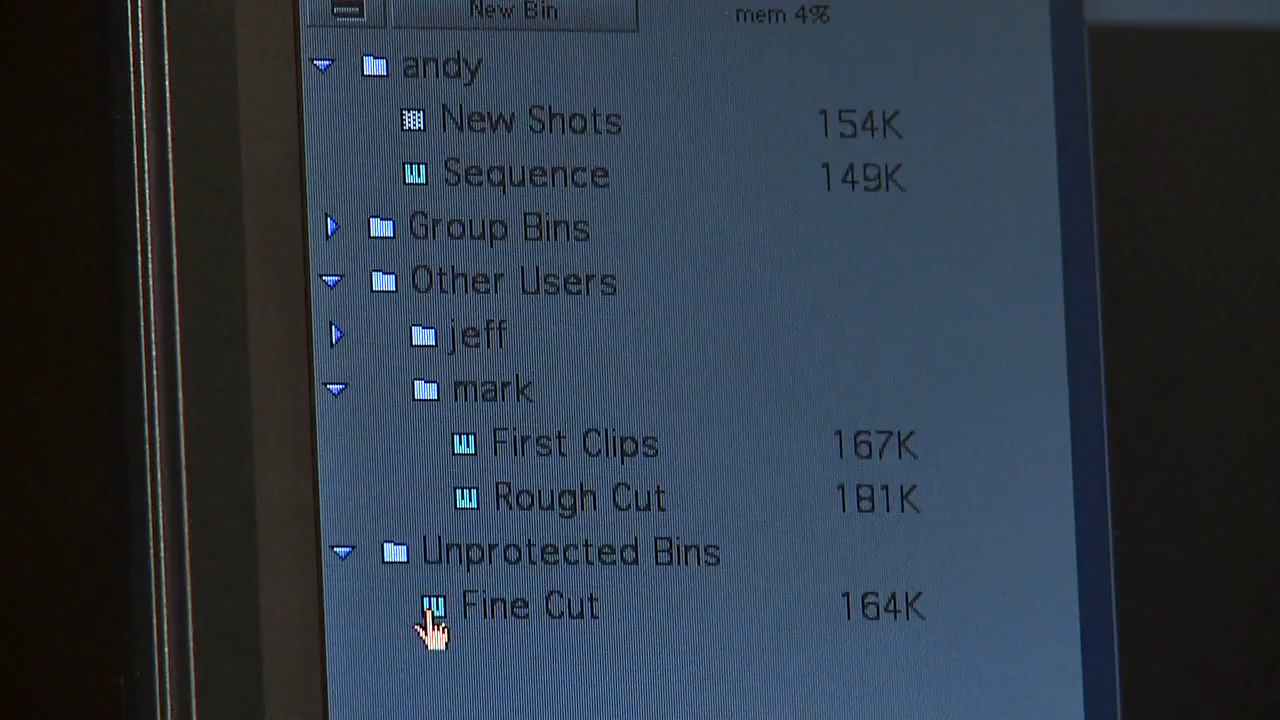 New Bin mem 4%
andy
New Shots 154K
Sequence 149K
Group Bins
Other Users
jeff
mark
First Clips 167K
Rough Cut 181K
Unprotected Bins
Fine Cut 164K